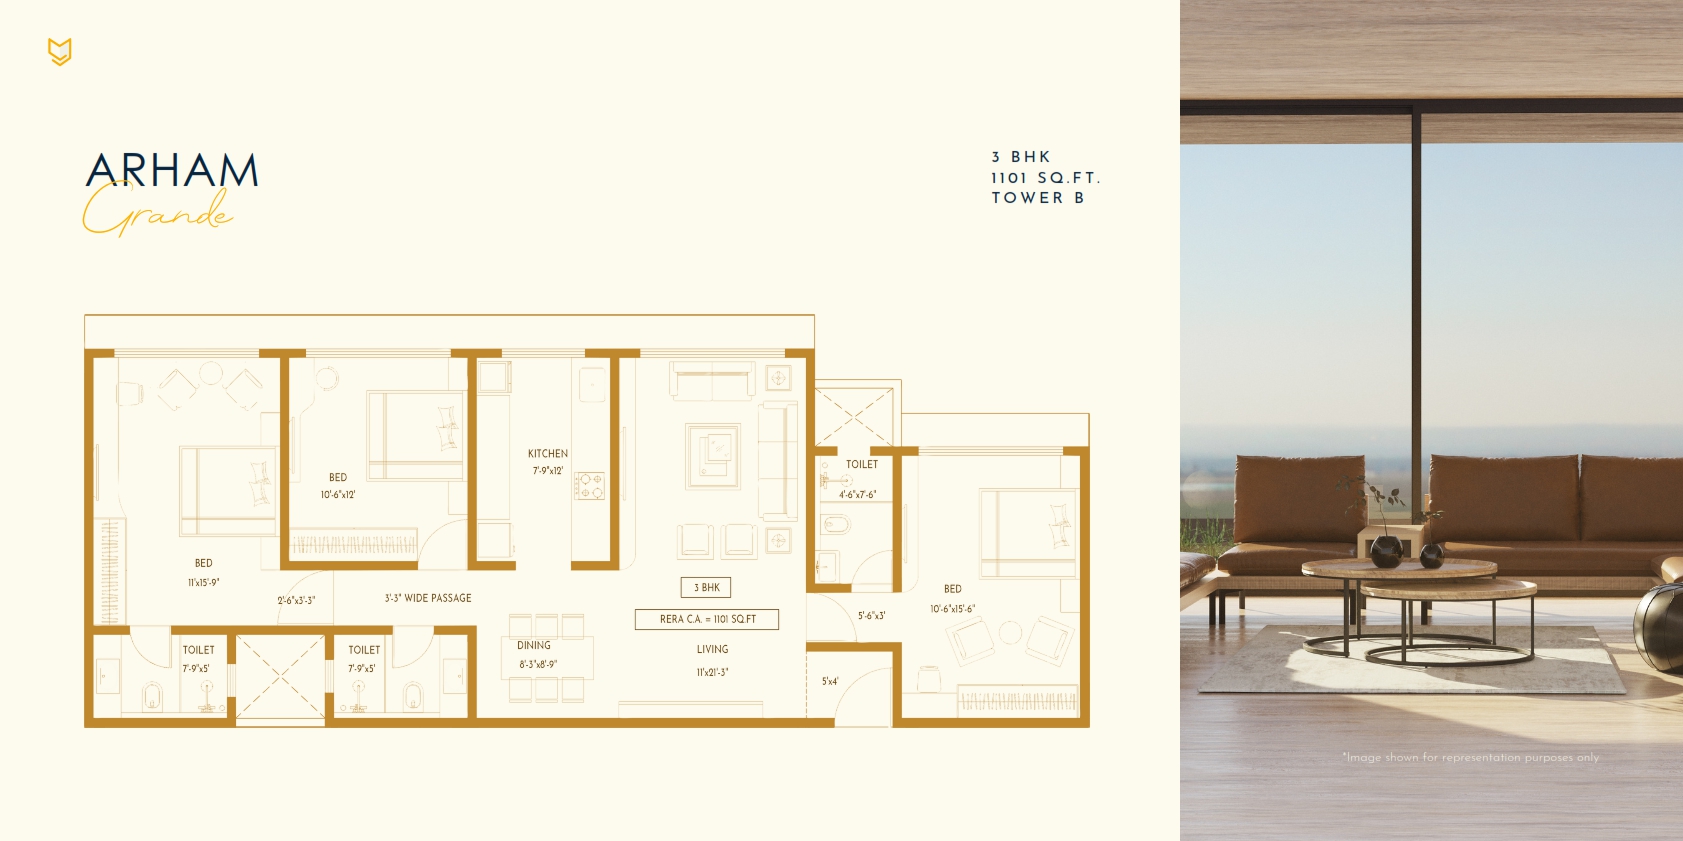 ARHAM
Grande
3 BHK
1101 SQ.FT.
TOWER B
KITCHEN
7'-9"x12'
BED
10'-6"x12'
TOILET
4'-6"x7'-6"
BED
11'x15'-9"
2'-6"x3'-3"
3'-3" WIDE PASSAGE
3 BHK
RERA C.A. = 1101 SQ.FT
BED
10'-6"x15'-6"
5'-6"x3'
TOILET
7'-9"x5'
TOILET
7'-9"x5'
DINING
8'-3"x8'-9"
LIVING
11'x21'-3"
5'x4'
*Image shown for representation purposes only